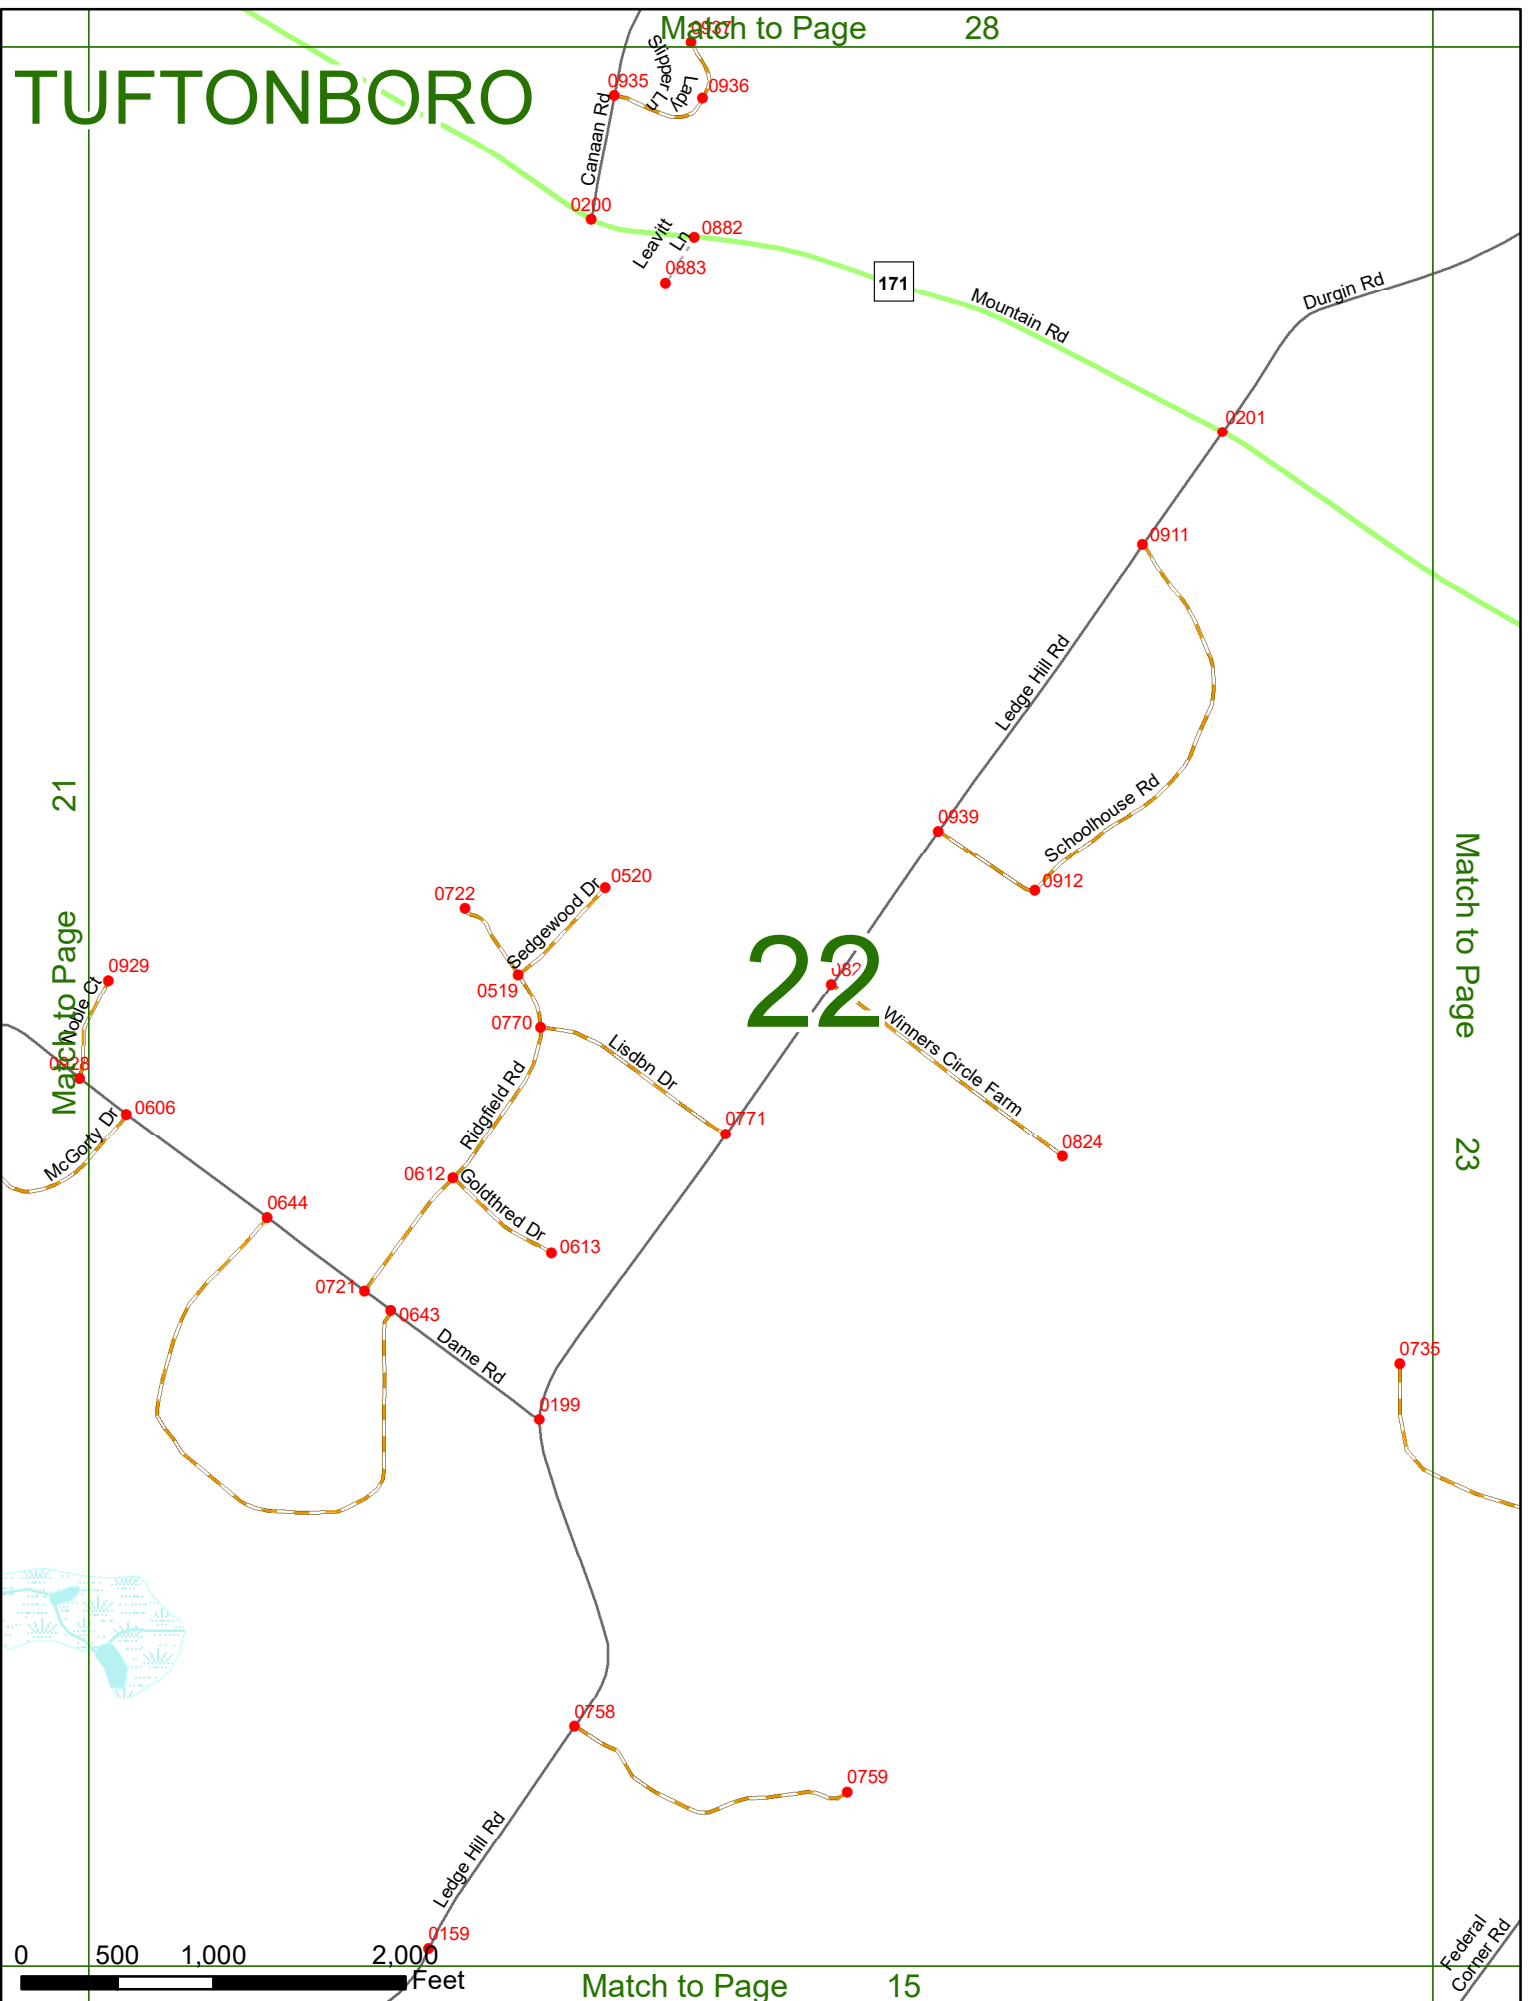 Match to Page 28
0937
TUFTONBORO
Slipper Ln
Lady
0935
0936
Canaan Rd
0200
0882
Leavitt
Ln
0883
171
Mountain Rd
Durgin Rd
0201
0911
Ledge Hill Rd
21
Match to Page
0939
Schoolhouse Rd
0912
Match to Page
23
0722
Sedgewood Dr
0520
0519
22
0929
Noble Ct
0770
Lisdbn Dr
Winners Circle Farm
0928
0606
McGorty Dr
Ridgfield Rd
0771
0824
0612
Goldthred Dr
0613
0644
0721
0643
Dame Rd
0735
0199
0758
0759
Ledge Hill Rd
0159
Federal
Corner Rd
0 500 1,000 2,000
Feet
Match to Page 15